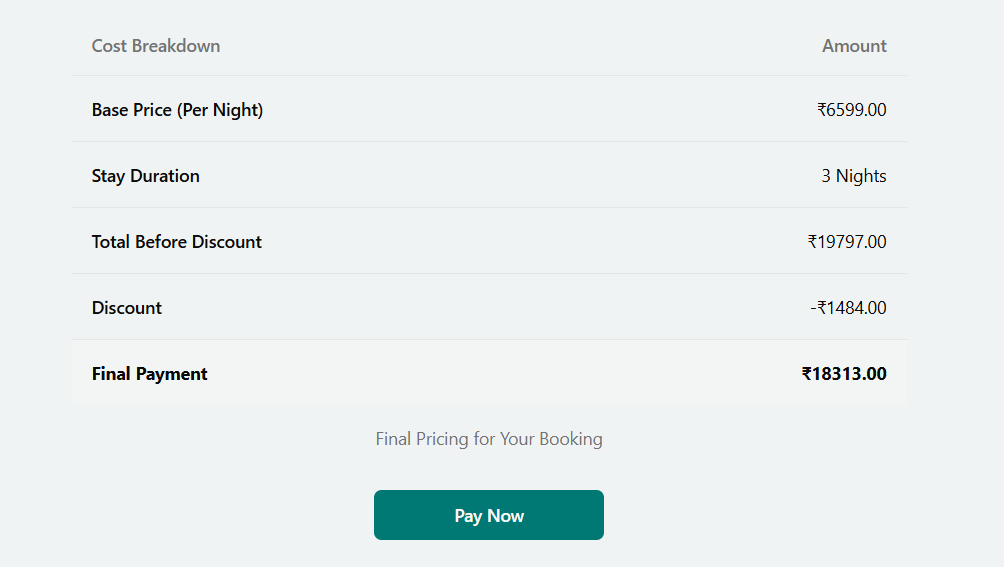 Cost Breakdown Amount
Base Price (Per Night) ₹6599.00
Stay Duration 3 Nights
Total Before Discount ₹19797.00
Discount -₹1484.00
Final Payment ₹18313.00
Final Pricing for Your Booking
Pay Now